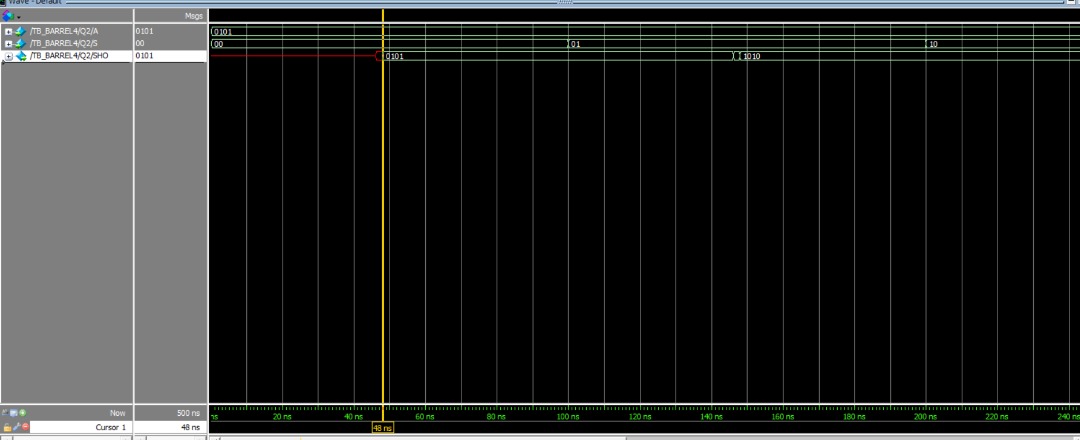 Wave - Default
Msgs
/TB_BARREL4/Q2/A 0101 0101
/TB_BARREL4/Q2/S 00 00 01 10
/TB_BARREL4/Q2/SHO 0101 0101 1010
Now 500 ns ns 20 ns 40 ns 60 ns 80 ns 100 ns 120 ns 140 ns 160 ns 180 ns 200 ns 220 ns 240 ns
Cursor 1 48 ns 48 ns